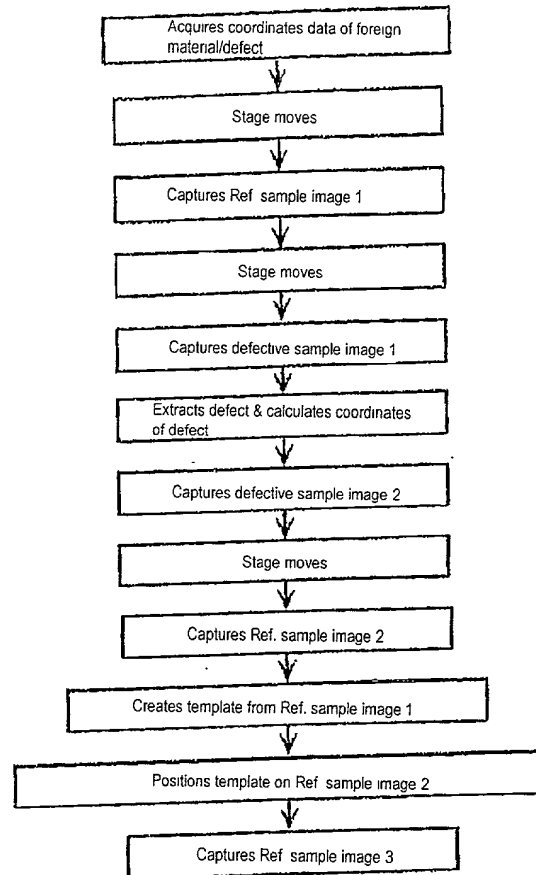 Acquires coordinates data of foreign
material/defect
Stage moves
Captures Ref sample image 1
Stage moves
Captures defective sample image 1
Extracts defect & calculates coordinates
of defect
Captures defective sample image 2
Stage moves
Captures Ref. sample image 2
Creates template from Ref. sample image 1
Positions template on Ref sample image 2
Captures Ref sample image 3